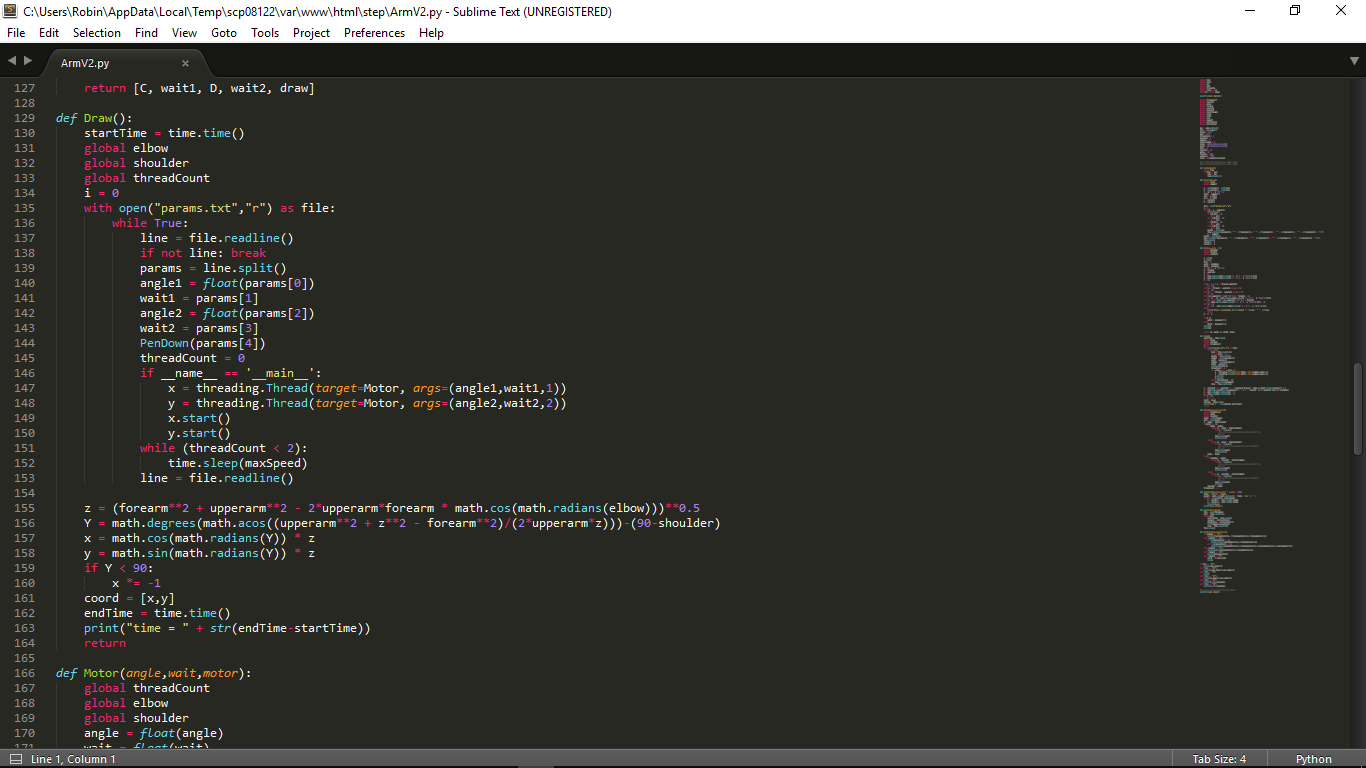 C:\Users\Robin\AppData\Local\Temp\scp08122\var\www\html\step\ArmV2.py - Sublime Text (UNREGISTERED)
File Edit Selection Find View Goto Tools Project Preferences Help
ArmV2.py ×
127 return [C, wait1, D, wait2, draw]
128
129 def Draw():
130 startTime = time.time()
131 global elbow
132 global shoulder
133 global threadCount
134 i = 0
135 with open("params.txt","r") as file:
136 while True:
137 line = file.readline()
138 if not line: break
139 params = line.split()
140 angle1 = float(params[0])
141 wait1 = params[1]
142 angle2 = float(params[2])
143 wait2 = params[3]
144 PenDown(params[4])
145 threadCount = 0
146 if __name__ == '__main__':
147 x = threading.Thread(target=Motor, args=(angle1,wait1,1))
148 y = threading.Thread(target=Motor, args=(angle2,wait2,2))
149 x.start()
150 y.start()
151 while (threadCount < 2):
152 time.sleep(maxSpeed)
153 line = file.readline()
154
155 z = (forearm**2 + upperarm**2 - 2*upperarm*forearm * math.cos(math.radians(elbow)))**0.5
156 Y = math.degrees(math.acos((upperarm**2 + z**2 - forearm**2)/(2*upperarm*z)))-(90-shoulder)
157 x = math.cos(math.radians(Y)) * z
158 y = math.sin(math.radians(Y)) * z
159 if Y < 90:
160 x *= -1
161 coord = [x,y]
162 endTime = time.time()
163 print("time = " + str(endTime-startTime))
164 return
165
166 def Motor(angle,wait,motor):
167 global threadCount
168 global elbow
169 global shoulder
170 angle = float(angle)
171 wait = float(wait)
Line 1, Column 1 Tab Size: 4 Python